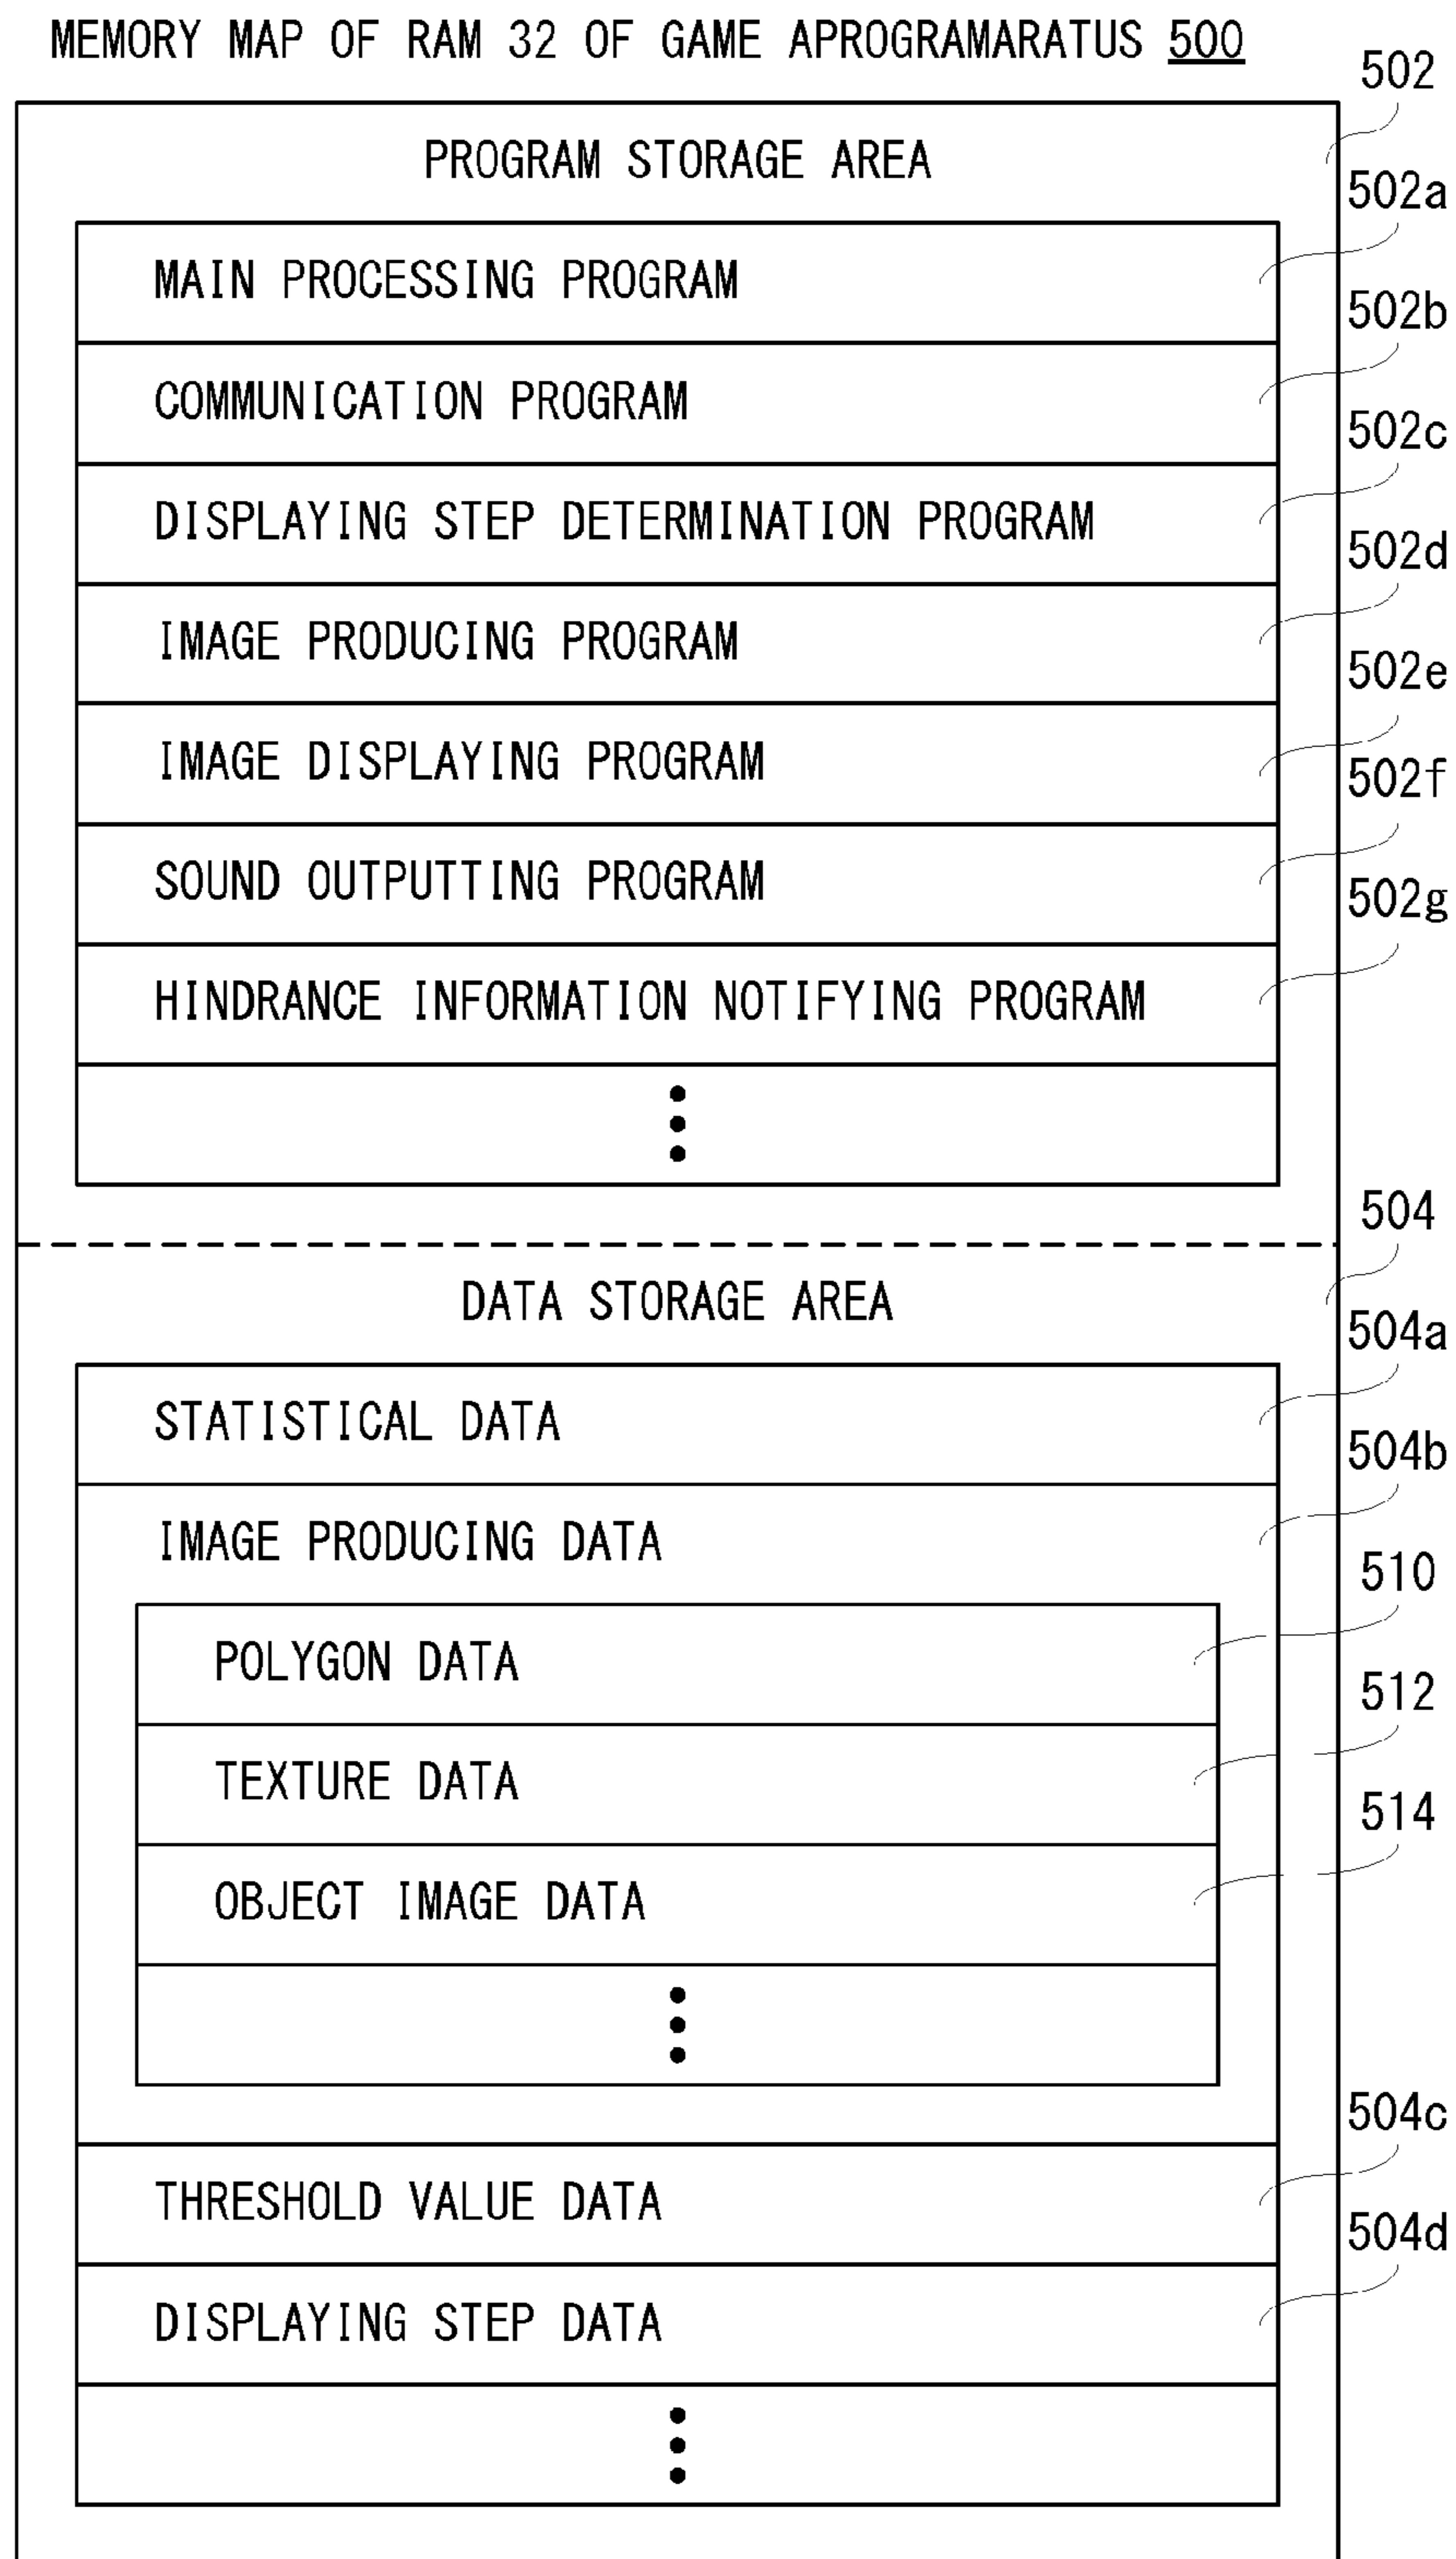 MEMORY MAP OF RAM 32 OF GAME APROGRAMARATUS 500
502
PROGRAM STORAGE AREA
502a
MAIN PROCESSING PROGRAM
502b
COMMUNICATION PROGRAM
502c
DISPLAYING STEP DETERMINATION PROGRAM
502d
IMAGE PRODUCING PROGRAM
502e
IMAGE DISPLAYING PROGRAM
502f
SOUND OUTPUTTING PROGRAM
502g
HINDRANCE INFORMATION NOTIFYING PROGRAM
504
DATA STORAGE AREA
504a
STATISTICAL DATA
504b
IMAGE PRODUCING DATA
510
POLYGON DATA
512
TEXTURE DATA
514
OBJECT IMAGE DATA
504c
THRESHOLD VALUE DATA
504d
DISPLAYING STEP DATA